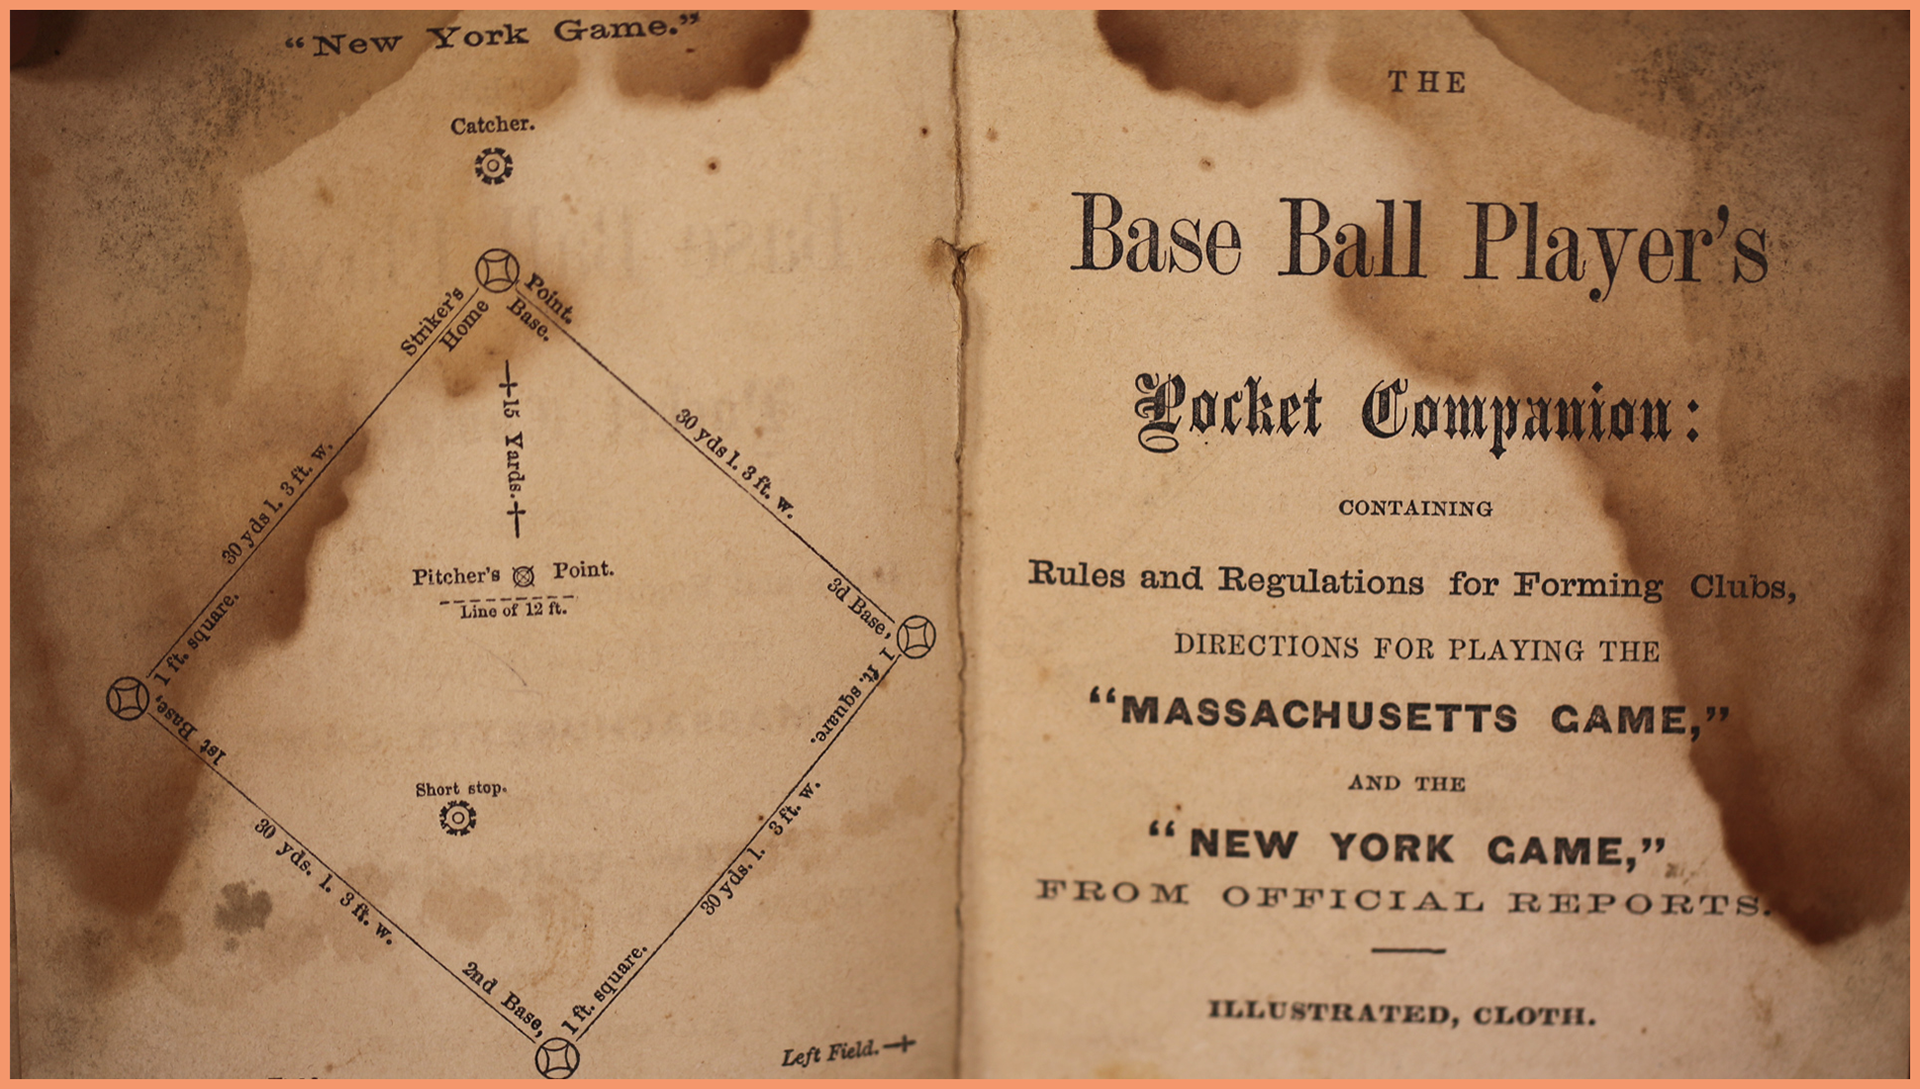 “New York Game.”
Catcher.
Striker's Point.
Home Base.
15 Yards.
30 yds l. 3 ft. w.
30 yds l. 3 ft. w.
Pitcher's Point.
Line of 12 ft.
1 ft. square.
3d Base,
1 ft. square.
1st Base,
Short stop.
30 yds. l. 3 ft. w.
30 yds. l. 3 ft. w.
2nd Base,
1 ft. square.
Left Field.
THE
Base Ball Player's
Pocket Companion:
CONTAINING
Rules and Regulations for Forming Clubs,
DIRECTIONS FOR PLAYING THE
“MASSACHUSETTS GAME,”
AND THE
“NEW YORK GAME,”
FROM OFFICIAL REPORTS.
ILLUSTRATED, CLOTH.